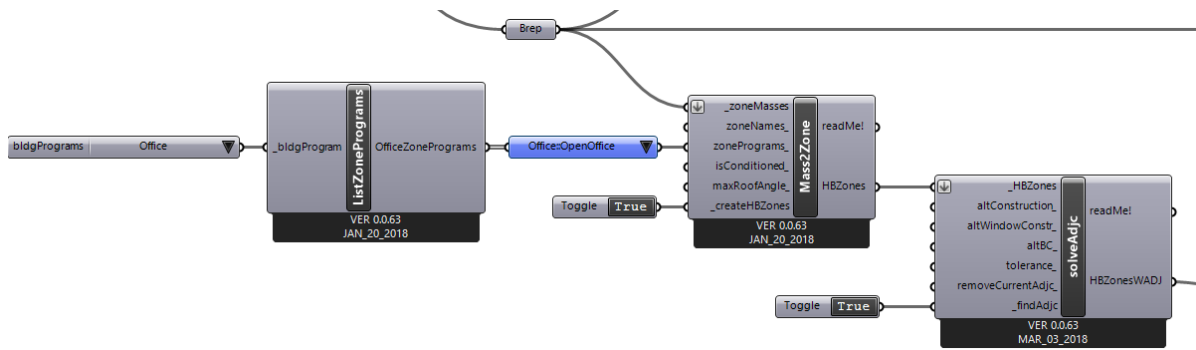 Brep
bldgPrograms Office
_bldgProgram
ListZonePrograms
OfficeZonePrograms
VER 0.0.63
JAN_20_2018
Office::OpenOffice
Toggle True
_zoneMasses
zoneNames_
zonePrograms_
isConditioned_
maxRoofAngle_
_createHBZones
Mass2Zone
readMe!
HBZones
VER 0.0.63
JAN_20_2018
Toggle True
_HBZones
altConstruction_
altWindowConstr_
altBC_
tolerance_
removeCurrentAdjc_
_findAdjc
solveAdjc
readMe!
HBZonesWADJ
VER 0.0.63
MAR_03_2018